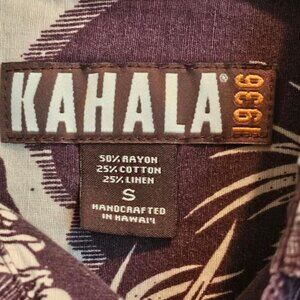 KAHALA® 1936
50% RAYON
25% COTTON
25% LINEN
S
HANDCRAFTED
IN HAWAI'I